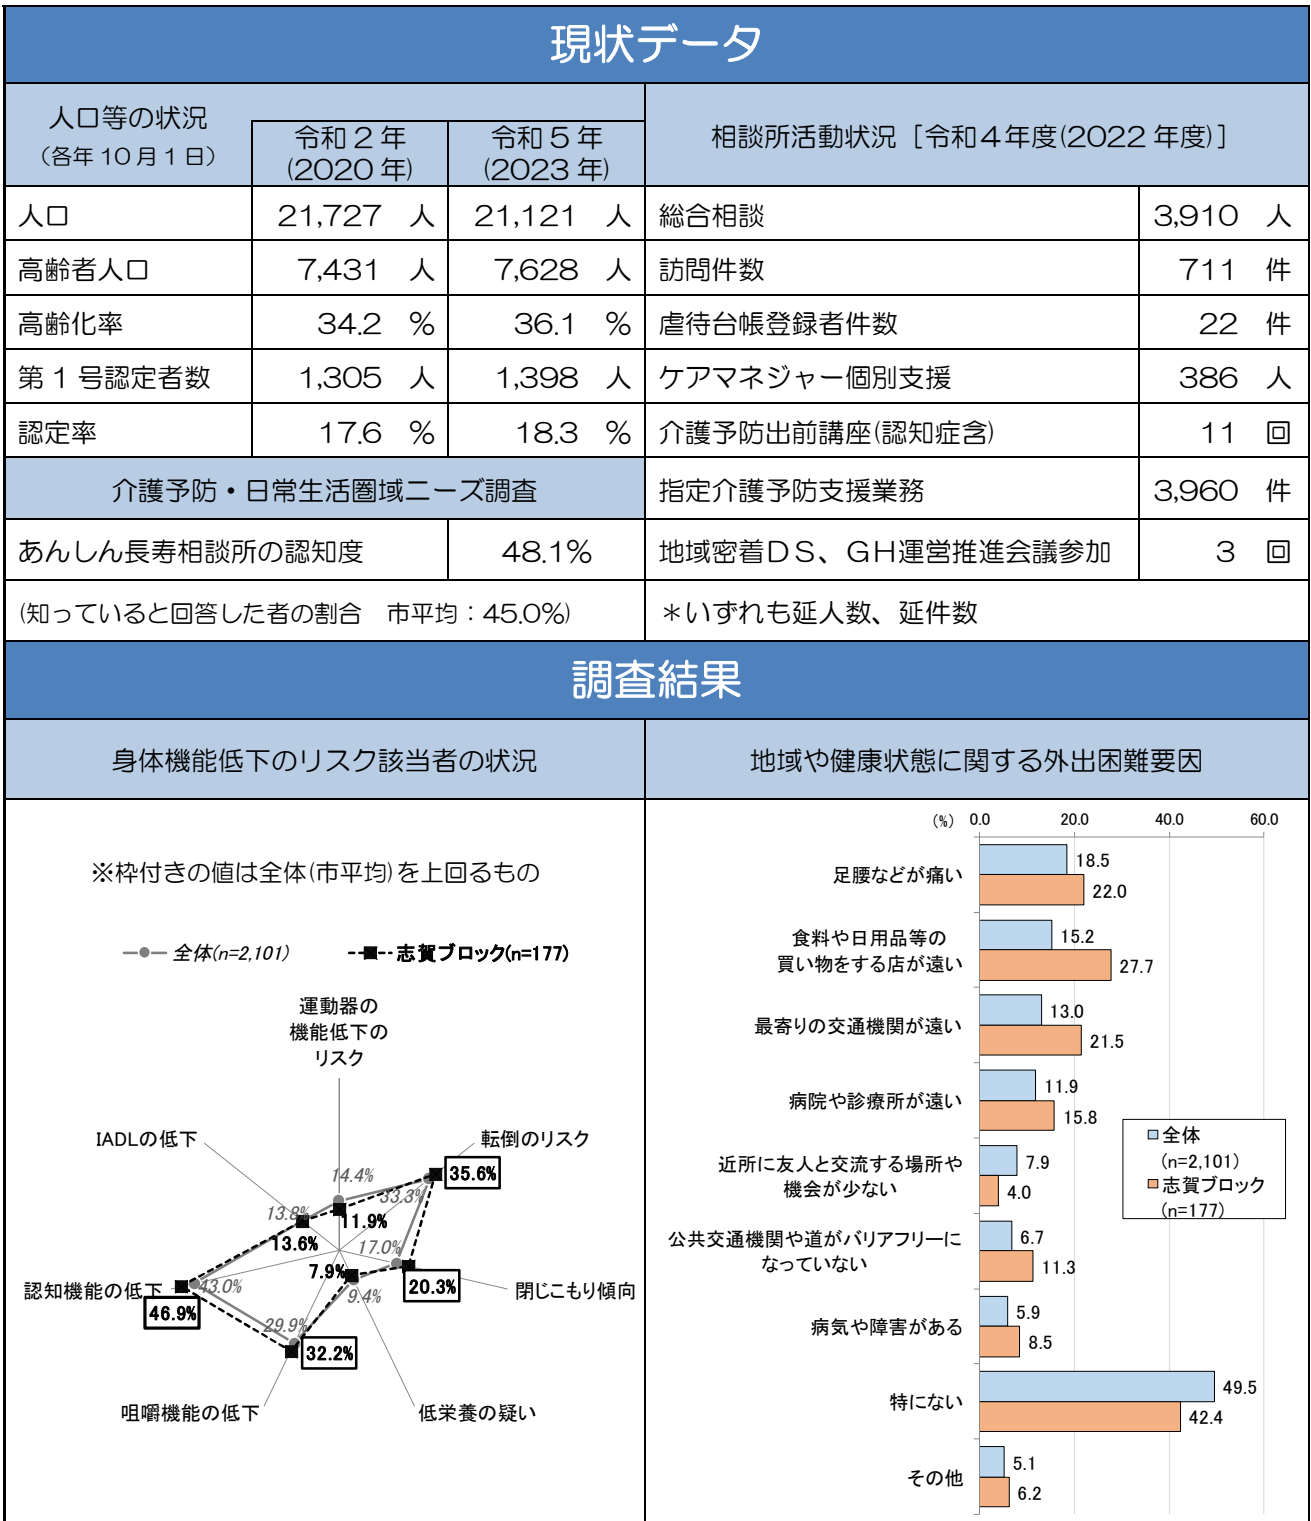 現状データ
人口等の状況
（各年10月1日）
令和2年
(2020年)
令和5年
(2023年)
相談所活動状況［令和4年度(2022年度)］
人口 21,727 人 21,121 人 総合相談 3,910 人
高齢者人口 7,431 人 7,628 人 訪問件数 711 件
高齢化率 34.2 % 36.1 % 虐待台帳登録者件数 22 件
第1号認定者数 1,305 人 1,398 人 ケアマネジャー個別支援 386 人
認定率 17.6 % 18.3 % 介護予防出前講座(認知症含) 11 回
介護予防・日常生活圏域ニーズ調査 指定介護予防支援業務 3,960 件
あんしん長寿相談所の認知度 48.1% 地域密着DS、GH運営推進会議参加 3 回
(知っていると回答した者の割合　市平均：45.0%) ＊いずれも延人数、延件数
調査結果
身体機能低下のリスク該当者の状況
※枠付きの値は全体(市平均)を上回るもの
全体(n=2,101) 志賀ブロック(n=177)
運動器の
機能低下の
リスク
IADLの低下
転倒のリスク
14.4%
33.3%
35.6%
13.8%
11.9%
13.6%
17.0%
7.9%
20.3%
閉じこもり傾向
認知機能の低下
43.0%
46.9%
9.4%
29.9%
32.2%
咀嚼機能の低下
低栄養の疑い
地域や健康状態に関する外出困難要因
(%) 0.0 20.0 40.0 60.0
足腰などが痛い
18.5
22.0
食料や日用品等の
買い物をする店が遠い
15.2
27.7
最寄りの交通機関が遠い
13.0
21.5
病院や診療所が遠い
11.9
15.8
近所に友人と交流する場所や
機会が少ない
7.9
4.0
公共交通機関や道がバリアフリーに
なっていない
6.7
11.3
病気や障害がある
5.9
8.5
特にない
49.5
42.4
その他
5.1
6.2
全体
(n=2,101)
志賀ブロック
(n=177)